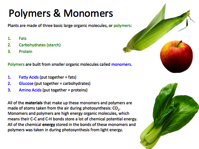 Polymers & Monomers
Plants are made of three basic large organic molecules, or polymers:
1. Fats
2. Carbohydrates (starch)
3. Protein
Polymers are built from smaller organic molecules called monomers.
1. Fatty Acids (put together = fats)
2. Glucose (put together = carbohydrates)
3. Amino Acids (put together = proteins)
All of the materials that make up these monomers and polymers are
made of atoms taken from the air during photosynthesis: CO2.
Monomers and polymers are high energy organic molecules, which
means their C-C and C-H bonds store a lot of chemical potential energy.
All of the chemical energy stored in the bonds of these monomers and
polymers was taken in during photosynthesis from light energy.